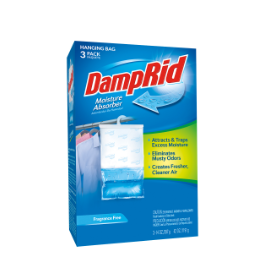 HANGING BAG
3 PACK
DampRid
Moisture
Absorber
Attracts & Traps
Excess Moisture
Eliminates
Musty Odors
Creates Fresher
Cleaner Air
Fragrance Free